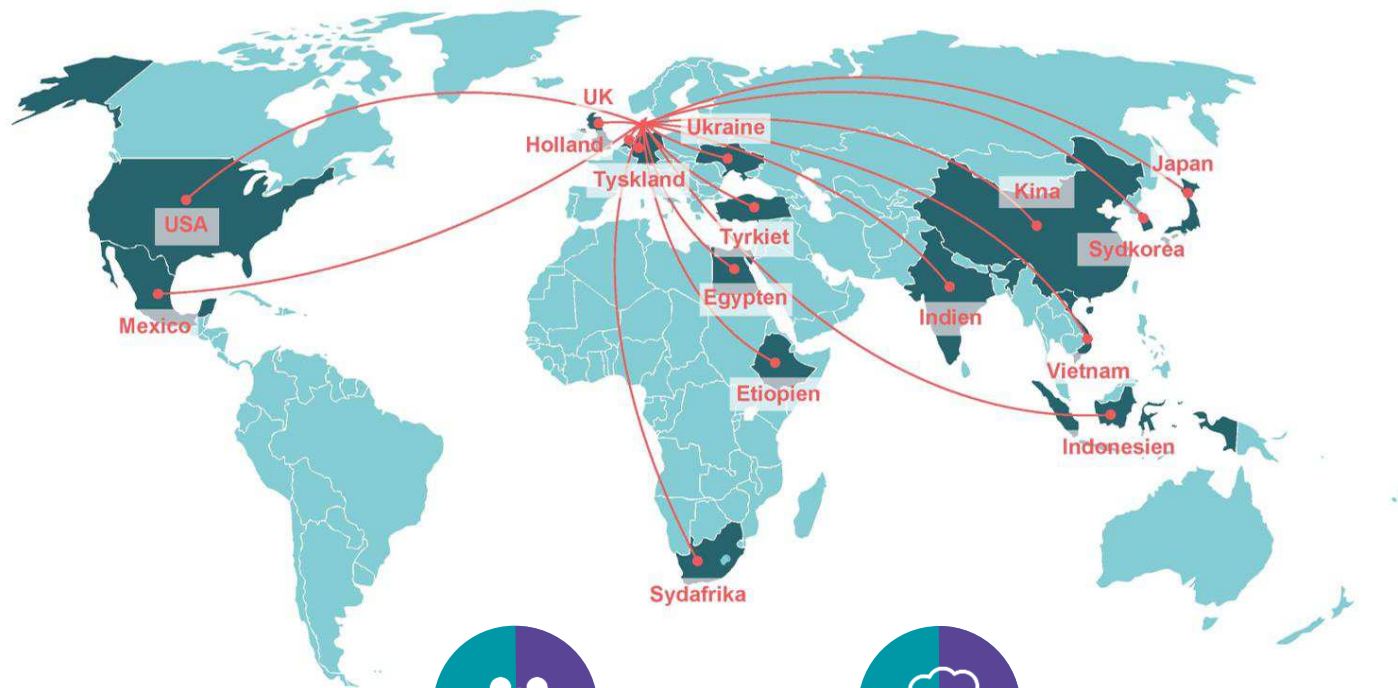 UK
Ukraine
Holland
Japan
Tyskland
Kina
USA
Tyrkiet
Sydkorea
Egypten
Indien
Mexico
Vietnam
Etiopien
Indonesien
Sydafrika